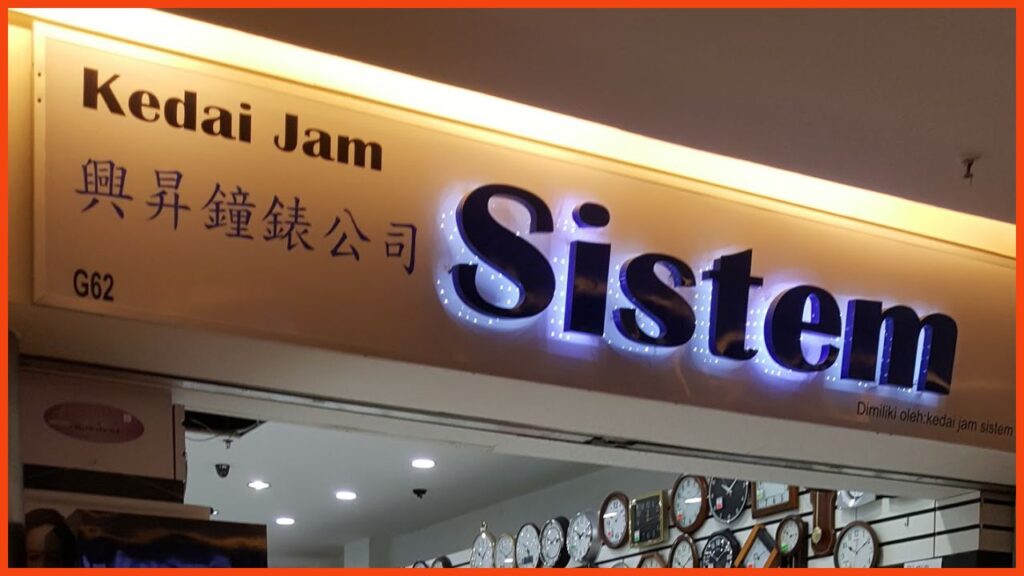 Kedai Jam
興昇鐘錶公司
G62
Sistem
Dimiliki oleh:kedai jam sistem